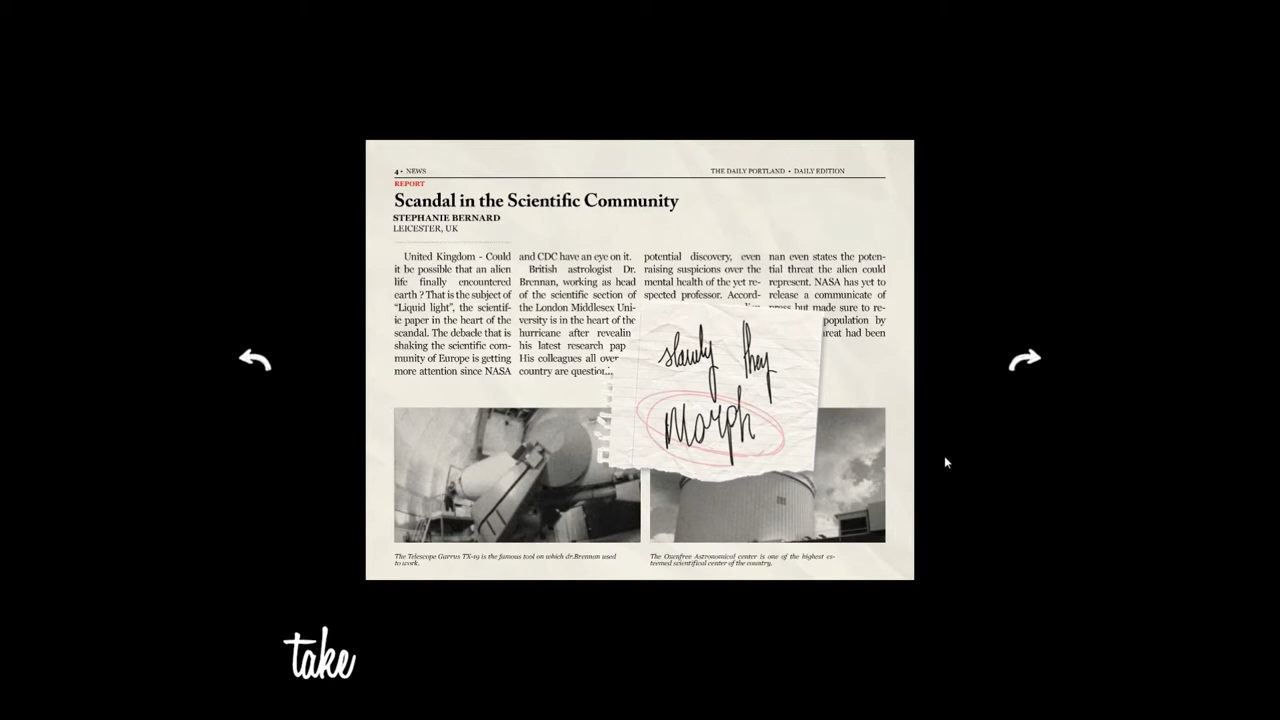 4 • NEWS
THE DAILY PORTLAND • DAILY EDITION
REPORT
Scandal in the Scientific Community
STEPHANIE BERNARD
LEICESTER, UK
United Kingdom - Could
it be possible that an alien
life finally encountered
earth ? That is the subject of
“Liquid light”, the scientif-
ic paper in the heart of the
scandal. The debacle that is
shaking the scientific com-
munity of Europe is getting
more attention since NASA
and CDC have an eye on it.
British astrologist Dr.
Brennan, working as head
of the scientific section of
the London Middlesex Uni-
versity is in the heart of the
hurricane after revealin
his latest research pap
His colleagues all over
country are question
potential discovery, even
raising suspicions over the
mental health of the yet re-
spected professor. Accord-
nan even states the poten-
tial threat the alien could
represent. NASA has yet to
release a communicate of
press but made sure to re-
population by
reat had been
slowly they
Morph
The Telescope Garrus TX-19 is the famous tool on which dr.Brennan used
to work.
The Oxenfree Astronomical center is one of the highest es-
teemed scientifical center of the country.
take